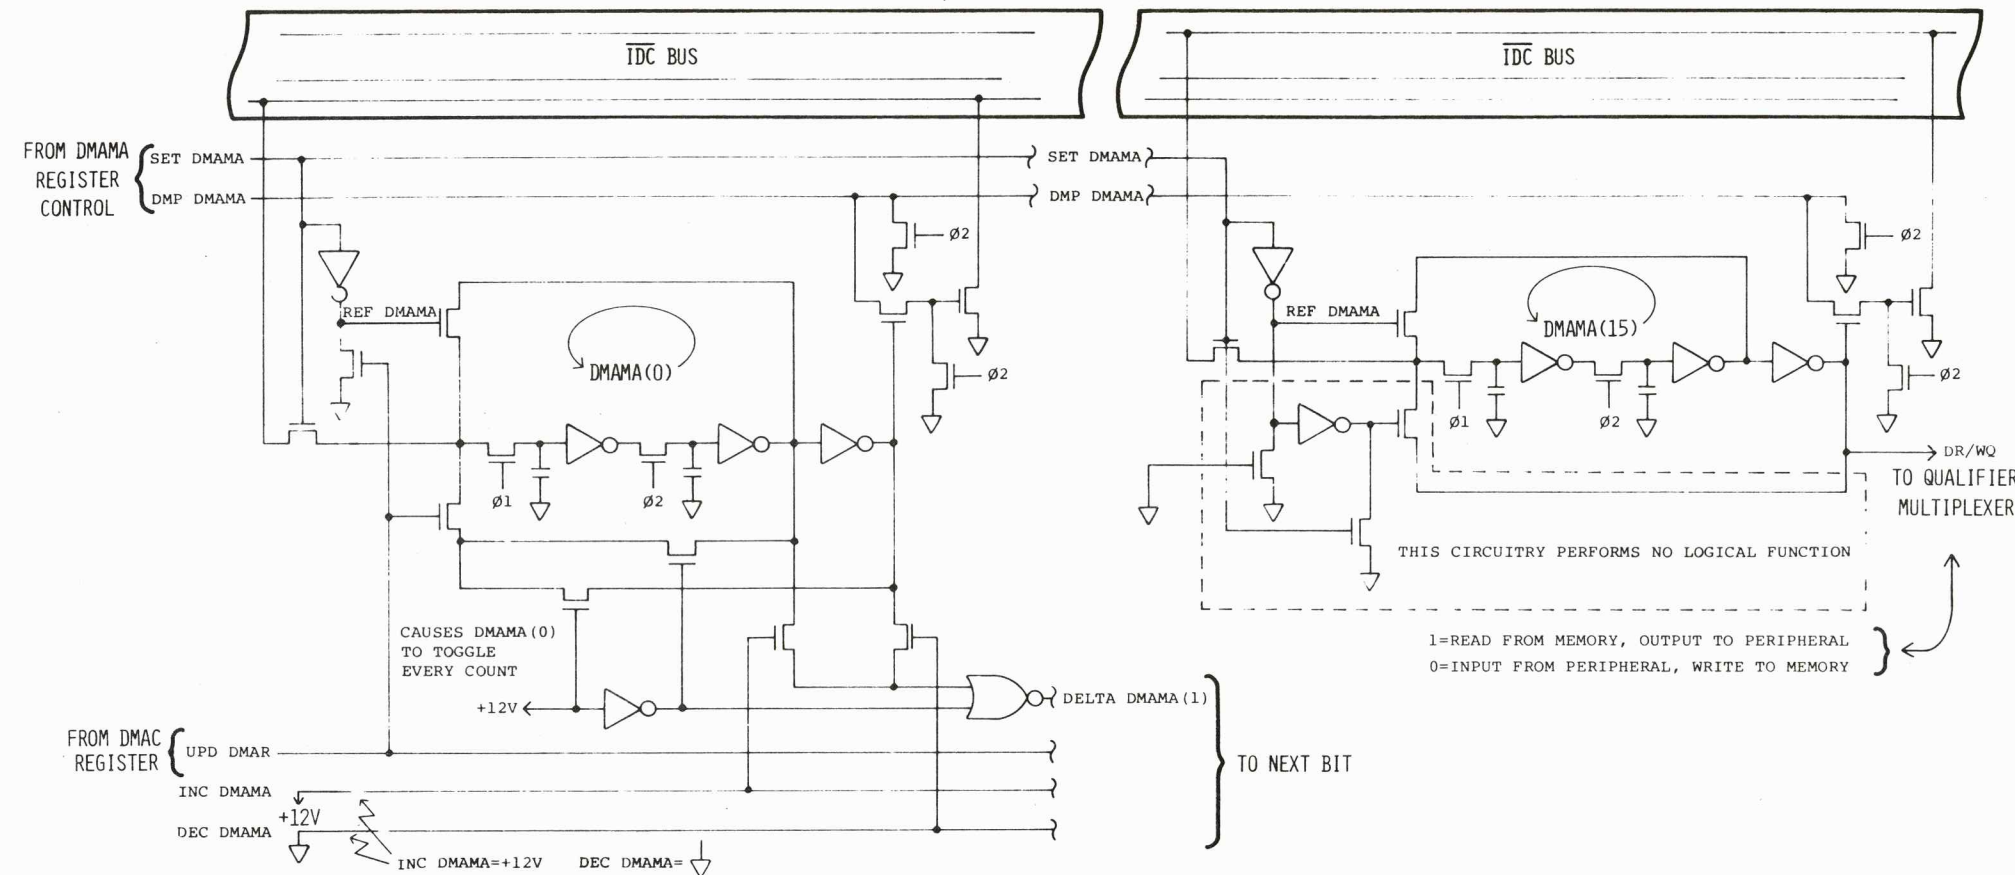 IDC BUS
IDC BUS
FROM DMAMA
REGISTER
CONTROL
SET DMAMA
DMP DMAMA
SET DMAMA
DMP DMAMA
Ø2
Ø2
REF DMAMA
REF DMAMA
DMAMA(0)
DMAMA(15)
Ø2
Ø2
Ø1
Ø2
Ø1
Ø2
DR/WQ
TO QUALIFIER
MULTIPLEXER
THIS CIRCUITRY PERFORMS NO LOGICAL FUNCTION
CAUSES DMAMA(0)
TO TOGGLE
EVERY COUNT
1=READ FROM MEMORY, OUTPUT TO PERIPHERAL
0=INPUT FROM PERIPHERAL, WRITE TO MEMORY
+12V
DELTA DMAMA(1)
FROM DMAC
REGISTER
UPD DMAR
TO NEXT BIT
INC DMAMA
+12V
DEC DMAMA
INC DMAMA=+12V DEC DMAMA=